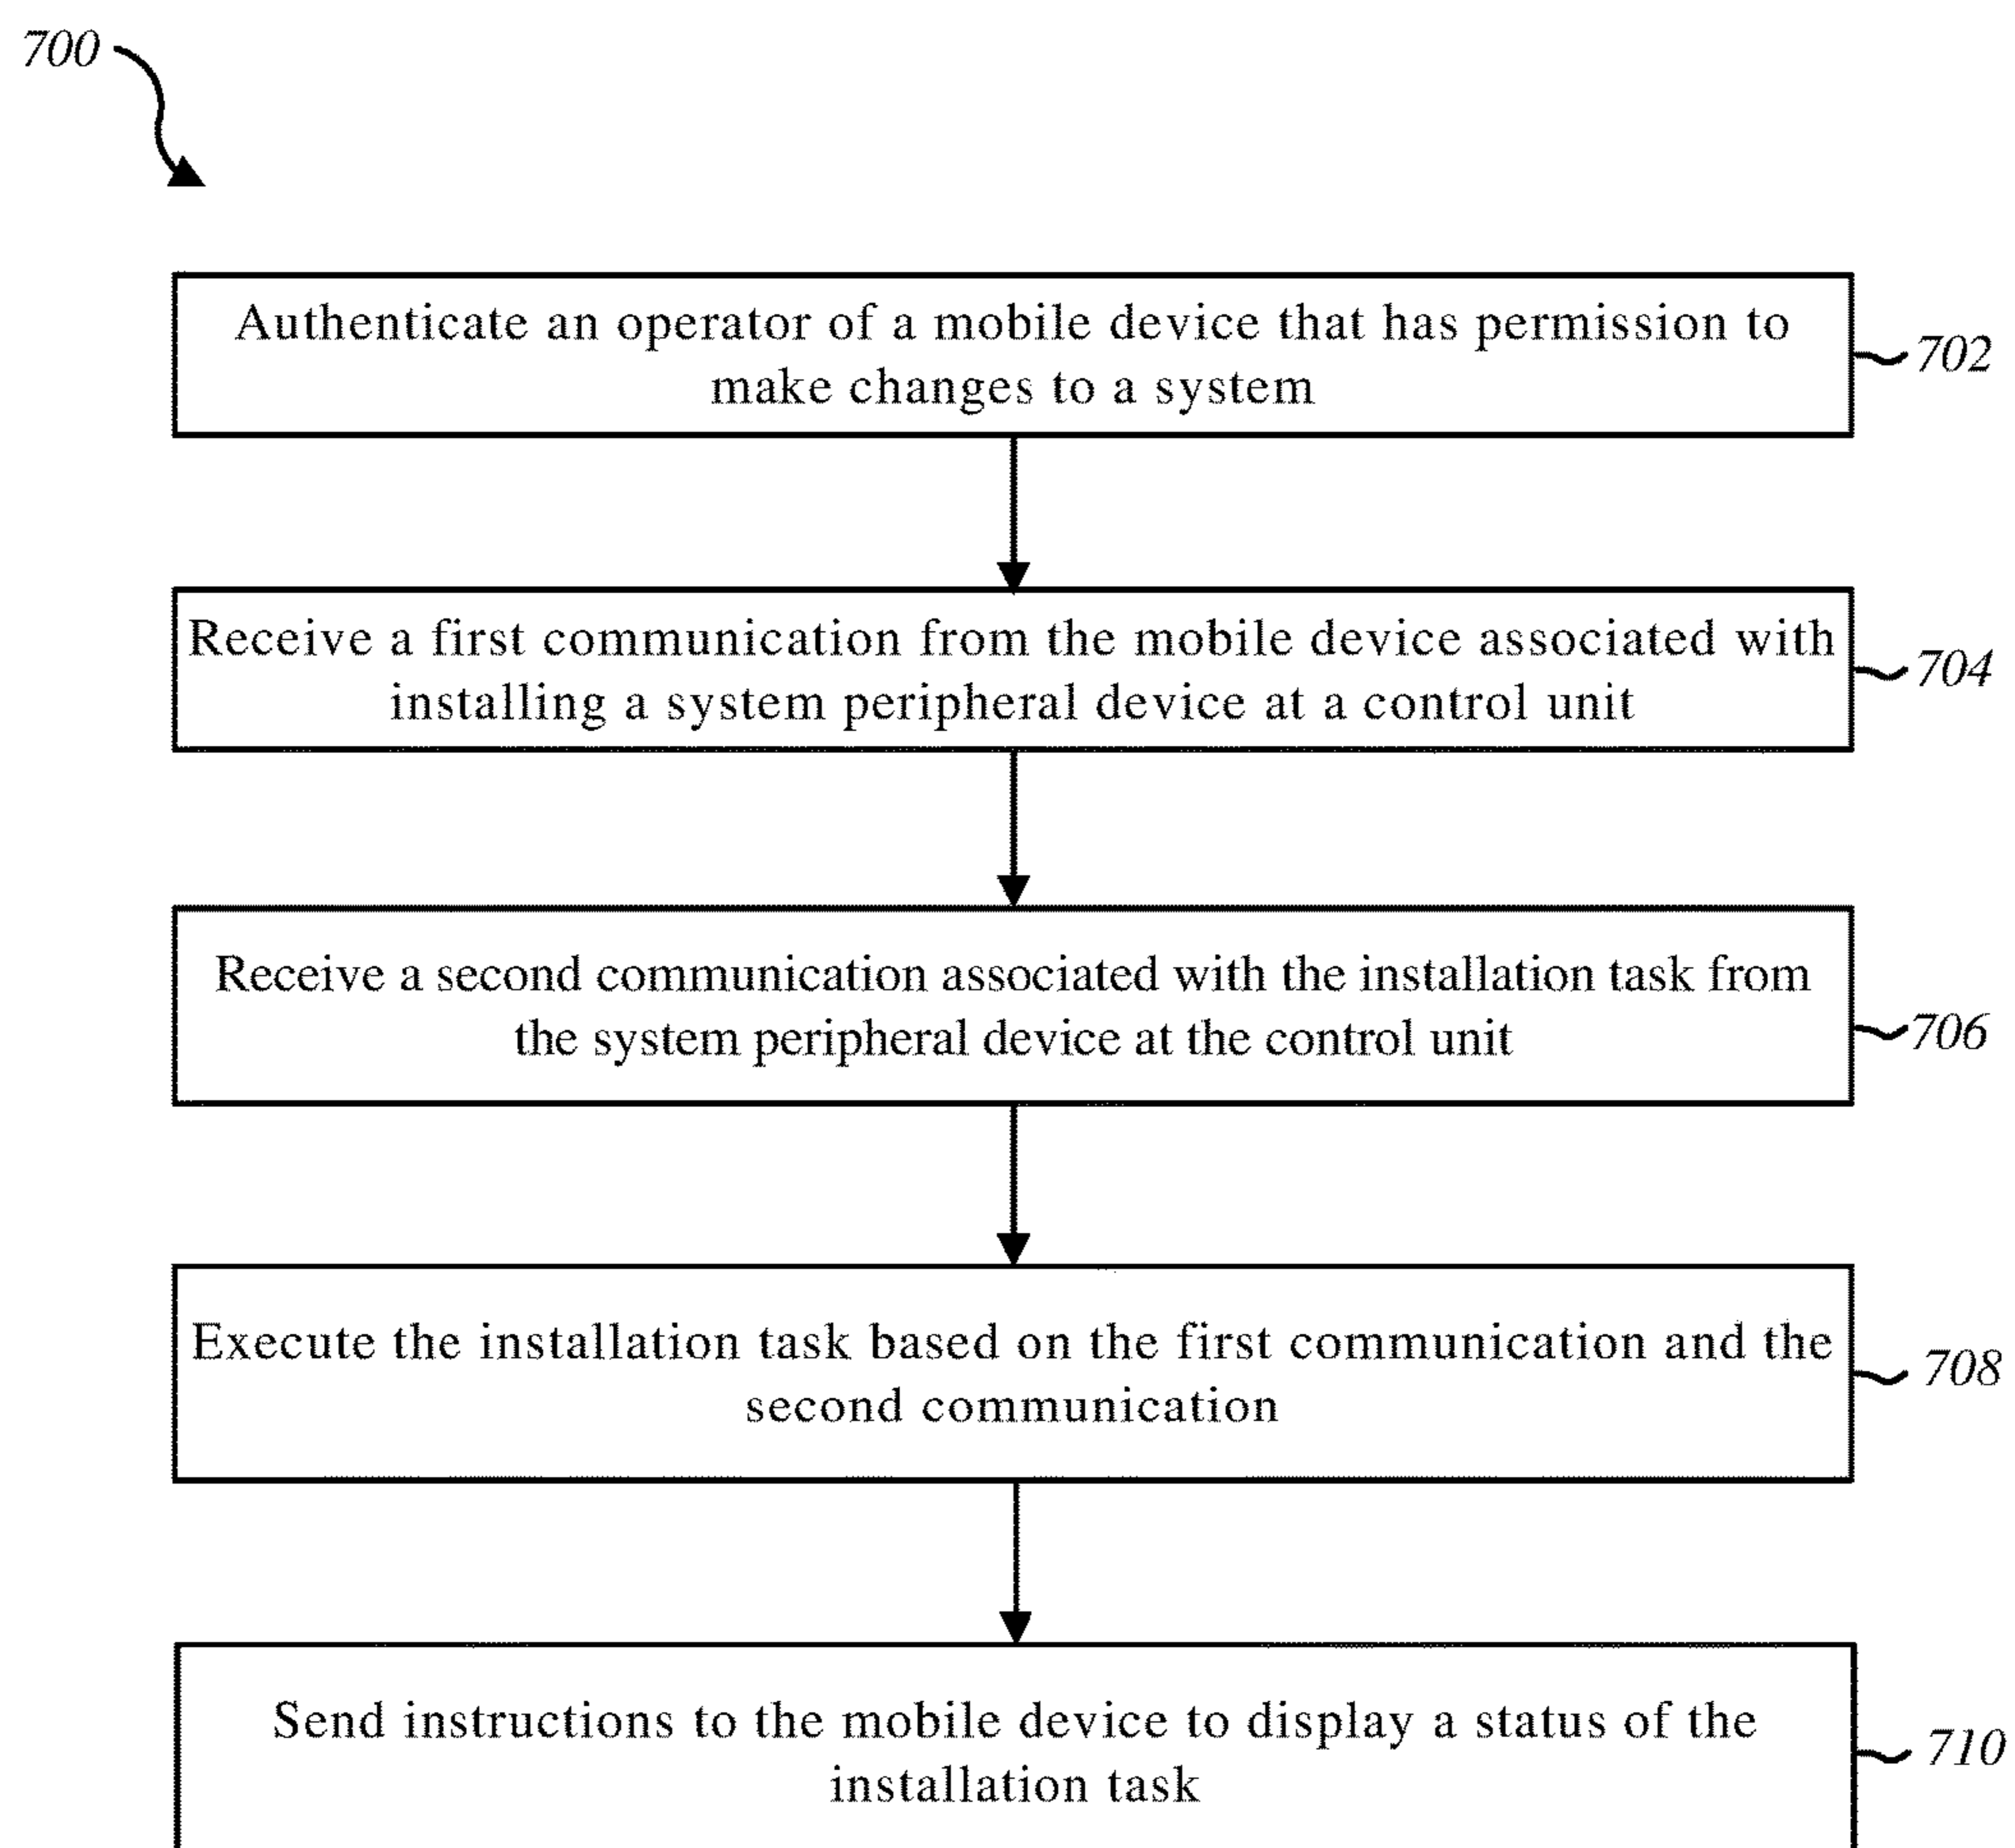 700
Authenticate an operator of a mobile device that has permission to
make changes to a system
702
Receive a first communication from the mobile device associated with
installing a system peripheral device at a control unit
704
Receive a second communication associated with the installation task from
the system peripheral device at the control unit
706
Execute the installation task based on the first communication and the
second communication
708
Send instructions to the mobile device to display a status of the
installation task
710